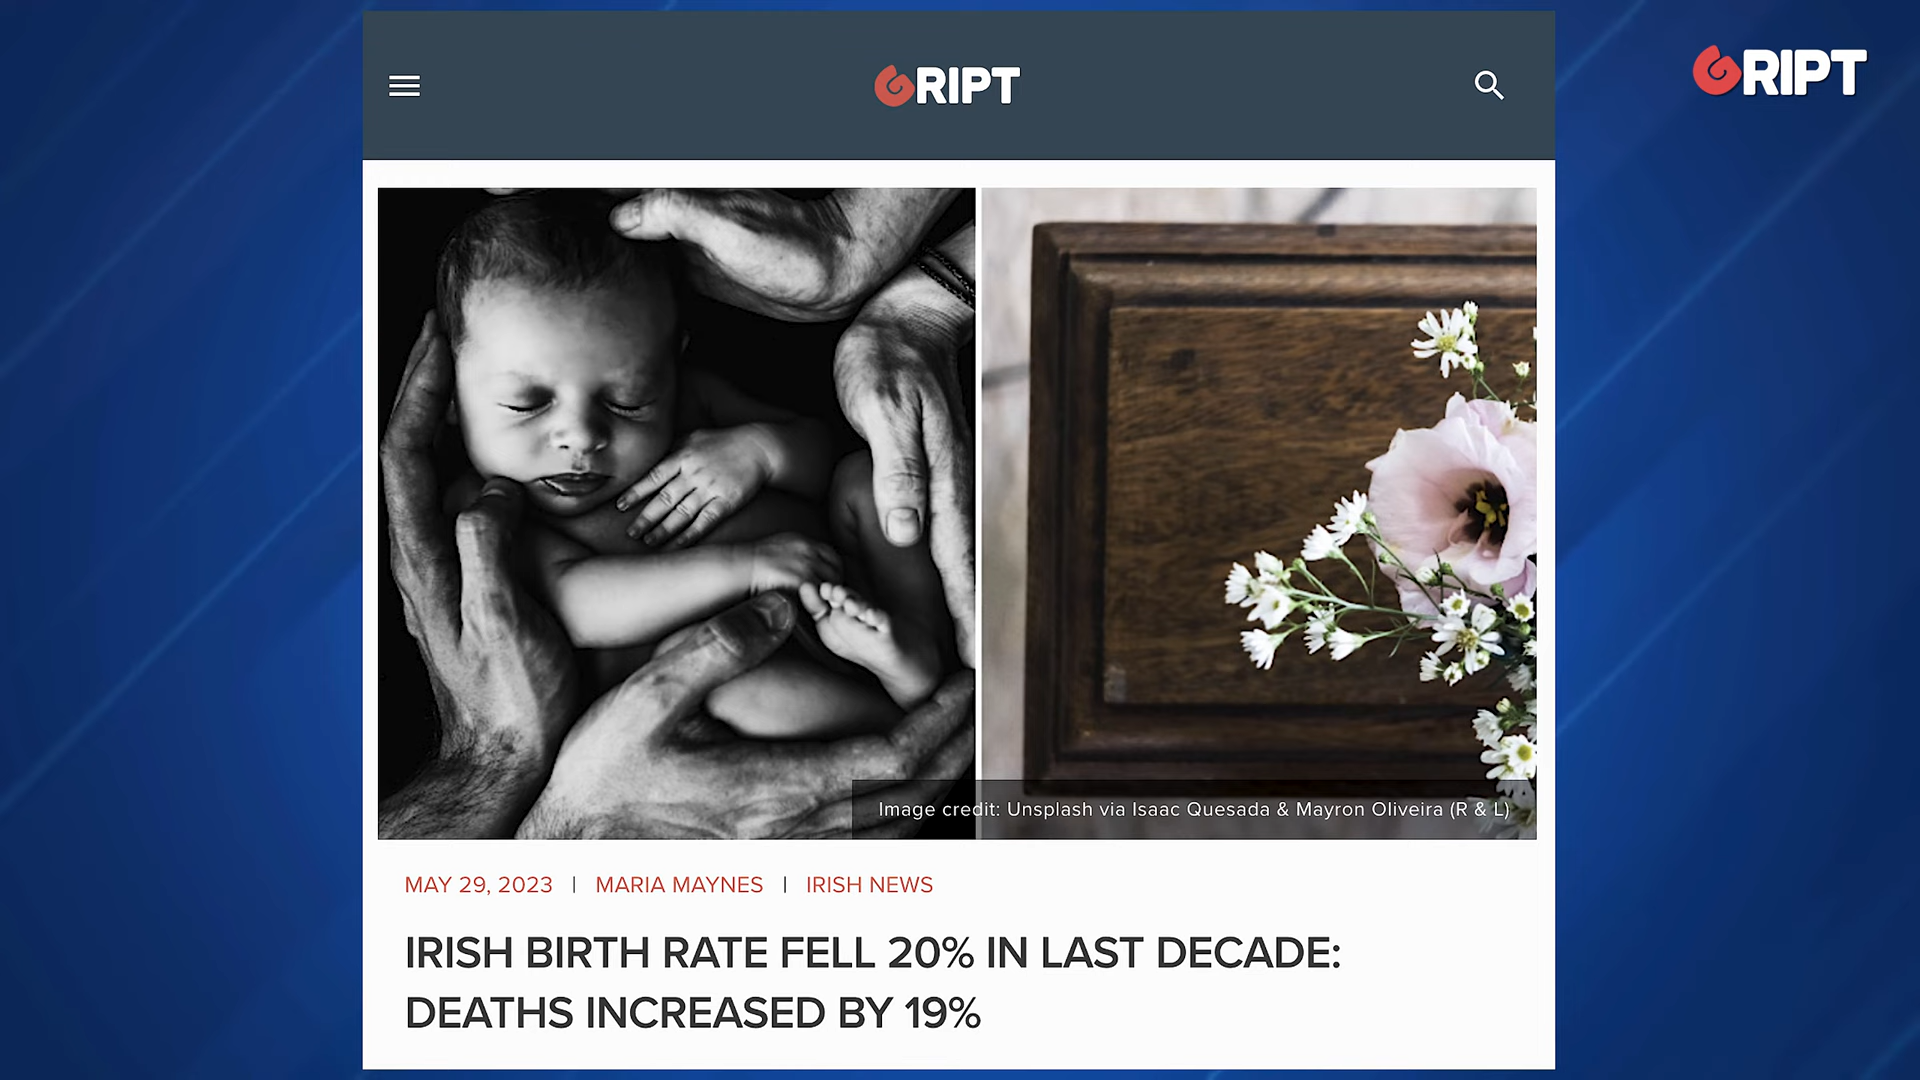 GRIPT
GRIPT
Image credit: Unsplash via Isaac Quesada & Mayron Oliveira (R & L)
MAY 29, 2023 | MARIA MAYNES | IRISH NEWS
IRISH BIRTH RATE FELL 20% IN LAST DECADE:
DEATHS INCREASED BY 19%